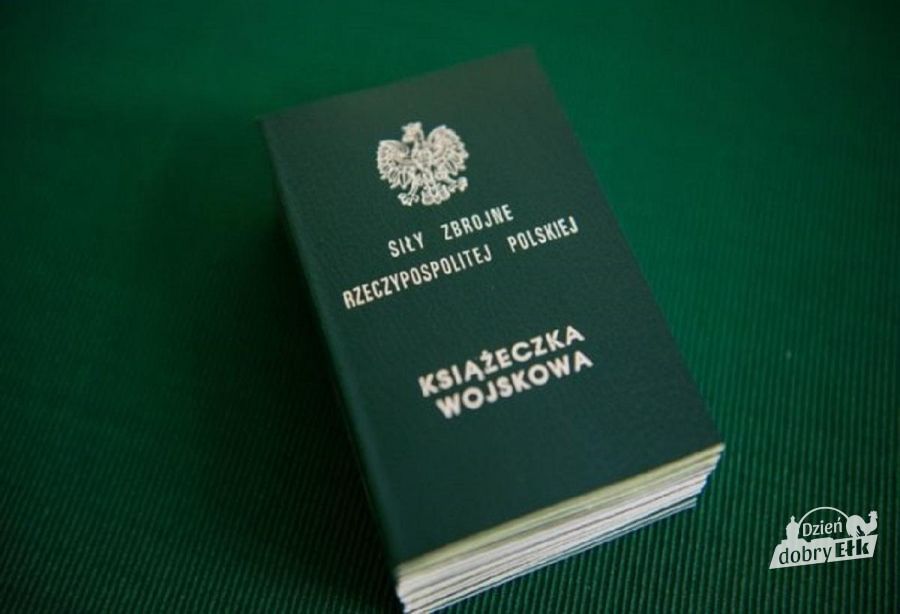 SIŁY ZBROJNE
RZECZYPOSPOLITEJ POLSKIEJ
KSIĄŻECZKA
WOJSKOWA
Dzień
dobry Ełk